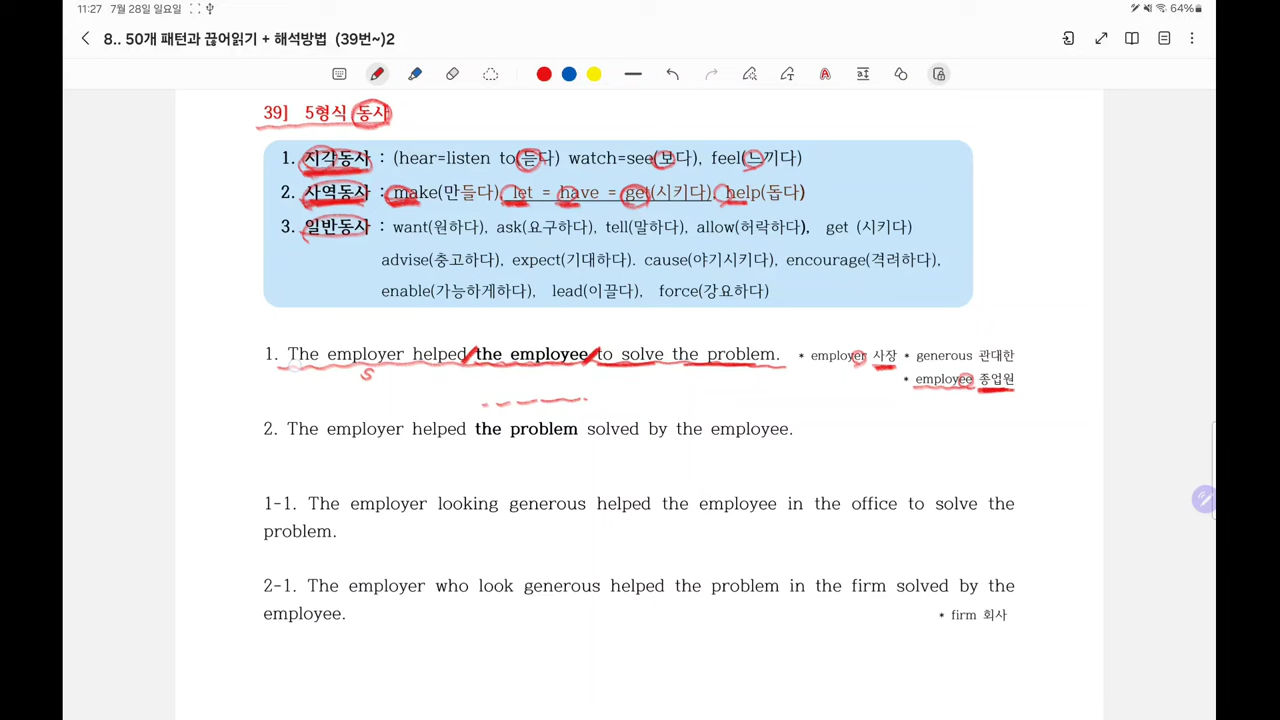 11:27 7월 28일 일요일
64%
8.. 50개 패턴과 끊어읽기 + 해석방법 (39번~)2
39] 5형식 동사
1. 지각동사 : (hear=listen to(듣다) watch=see(보다), feel(느끼다)
2. 사역동사 : make(만들다), let = have = get(시키다), help(돕다)
3. 일반동사 : want(원하다), ask(요구하다), tell(말하다), allow(허락하다), get (시키다)
advise(충고하다), expect(기대하다). cause(야기시키다), encourage(격려하다),
enable(가능하게하다), lead(이끌다), force(강요하다)
1. The employer helped the employee to solve the problem. * employer 사장 * generous 관대한
S
* employee 종업원
2. The employer helped the problem solved by the employee.
1-1. The employer looking generous helped the employee in the office to solve the
problem.
2-1. The employer who look generous helped the problem in the firm solved by the
employee.
* firm 회사